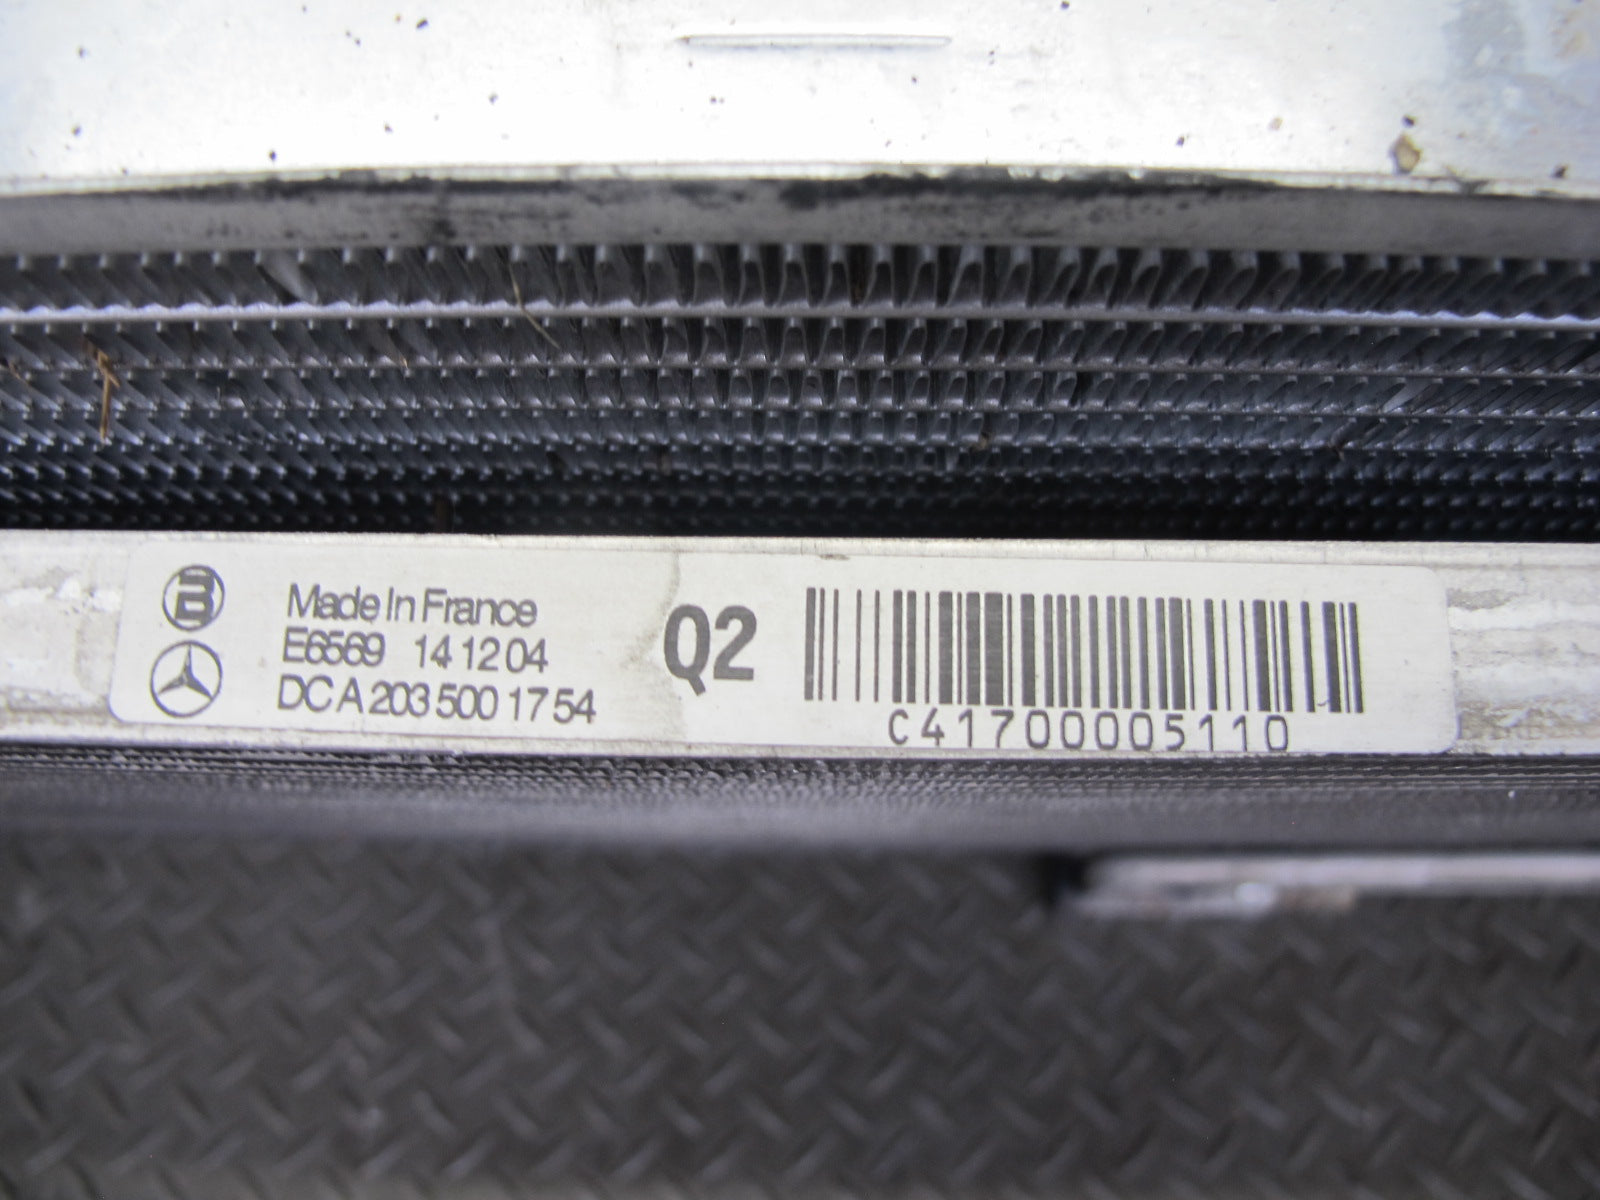 Made In France
E6569 14 12 04
DC A 203 500 17 54
Q2
C41700005110